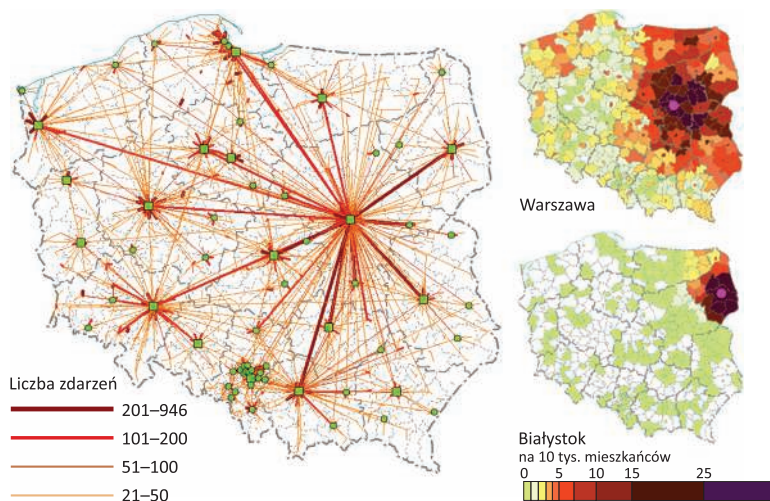 Warszawa
Liczba zdarzeń
201–946
101–200
51–100
21–50
Białystok
na 10 tys. mieszkańców
0 5 10 15 25